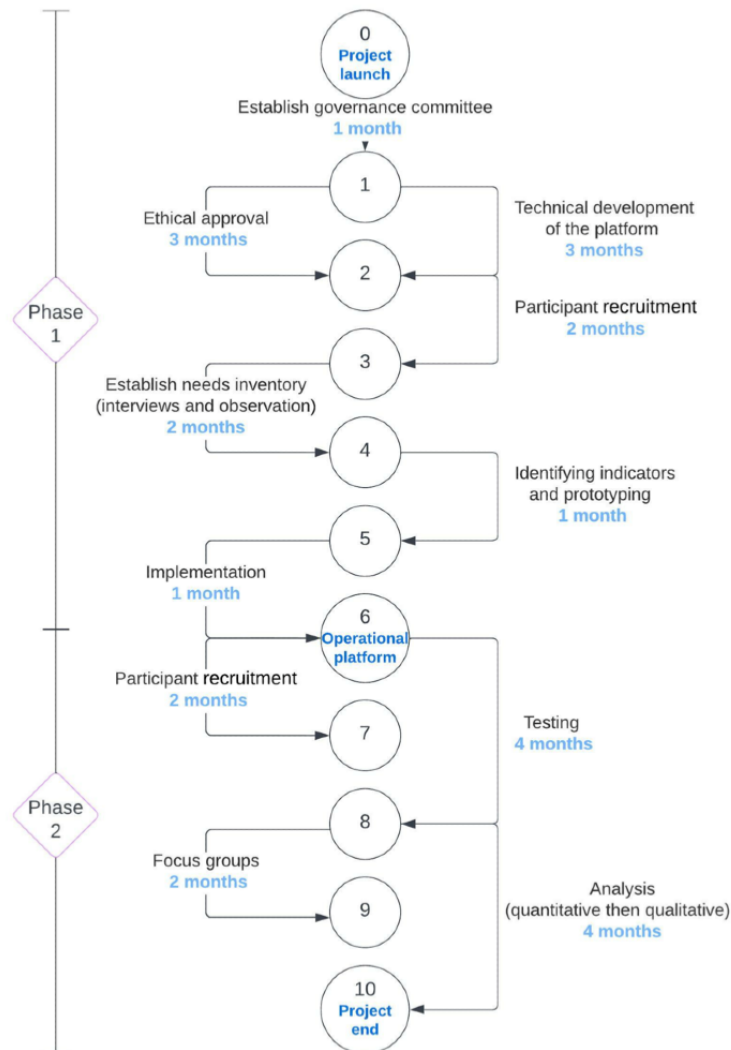 0
Project
launch
Establish governance committee
1 month
1
Ethical approval
3 months
Technical development
of the platform
3 months
2
Phase
1
Participant recruitment
2 months
3
Establish needs inventory
(interviews and observation)
2 months
4
Identifying indicators
and prototyping
1 month
5
Implementation
1 month
6
Operational
platform
Participant recruitment
2 months
7
Testing
4 months
Phase
2
8
Focus groups
2 months
9
Analysis
(quantitative then qualitative)
4 months
10
Project
end